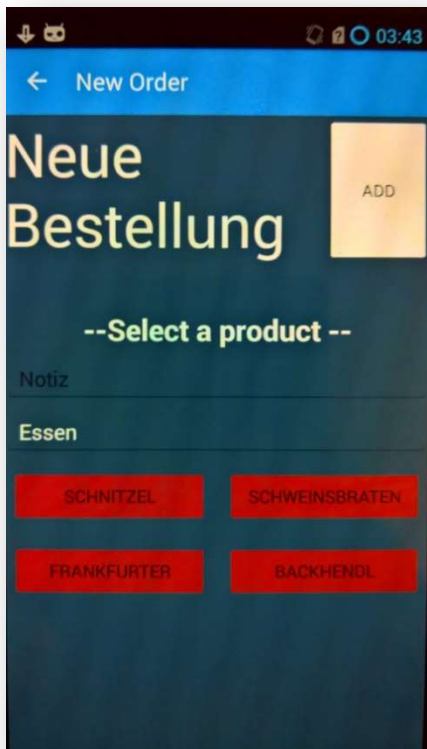 03:43
New Order
Neue
Bestellung
ADD
--Select a product --
Notiz
Essen
SCHNITZEL
SCHWEINSBRATEN
FRANKFURTER
BACKHENDL